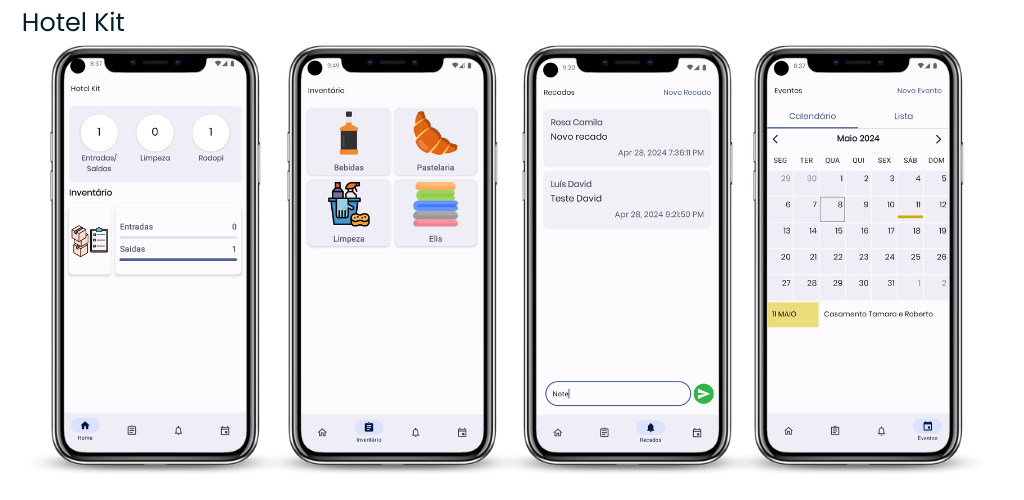 Hotel Kit
8:37
Hotel Kit
1
0
1
Entradas/
Saídas
Limpeza
Rodopi
Inventário
Entradas 0
Saídas 1
Home
9:49
Inventário
Bebidas
Pastelaria
Limpeza
Elis
Inventário
9:20
Recados
Novo Recado
Rosa Camila
Novo recado
Apr 28, 2024 7:36:11 PM
Luís David
Teste David
Apr 28, 2024 9:21:50 PM
Note
Recados
8:37
Eventos
Novo Evento
Calendário
Lista
Maio 2024
SEG TER QUA QUI SEX SÁB DOM
29 30 1 2 3 4 5
6 7 8 9 10 11 12
13 14 15 16 17 18 19
20 21 22 23 24 25 26
27 28 29 30 31 1 2
11 MAIO
Casamento Tamara e Roberto
Eventos